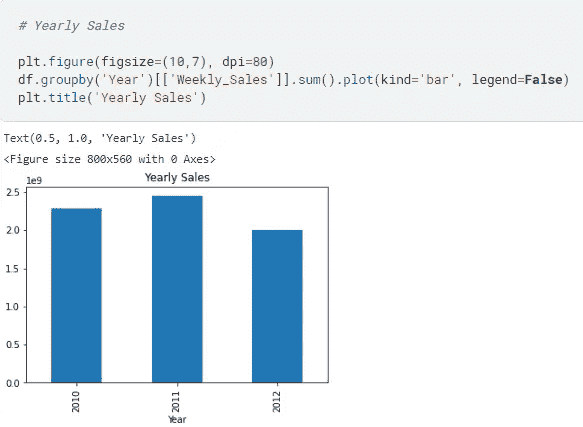 # Yearly Sales
plt.figure(figsize=(10,7), dpi=80)
df.groupby('Year')[['Weekly_Sales']].sum().plot(kind='bar', legend=False)
plt.title('Yearly Sales')
Text(0.5, 1.0, 'Yearly Sales')
<Figure size 800x560 with 0 Axes>
1e9
Yearly Sales
2.5
2.0
1.5
1.0
0.5
0.0
2010
2011
2012
Year